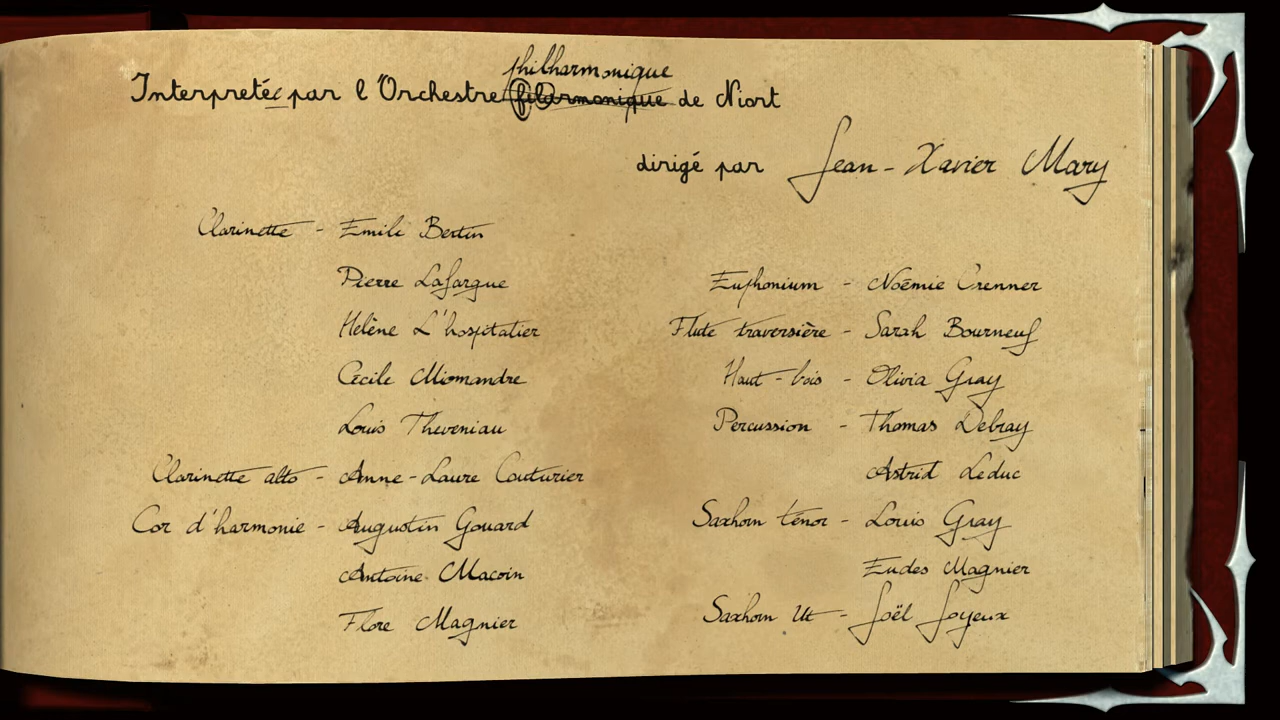 philharmonique
Interpretée par l'Orchestre filarmonique de Niort
dirigé par Jean-Xavier Mary
Clarinette - Emile Bertin
Pierre Lafargue
Helène L'hospitalier
Cécile Miomandre
Louis Theveniau
Clarinette alto - Anne-Laure Couturier
Cor d'harmonie - Augustin Gouard
Antoine Macoin
Flore Magnier
Euphonium - Noëmie Crenner
Flute traversière - Sarah Bourneuf
Haut-bois - Olivia Gray
Percussion - Thomas Debray
Astrid Leduc
Saxhorn ténor - Louis Gray
Eudes Magnier
Saxhorn Ut - Joël Joyeux